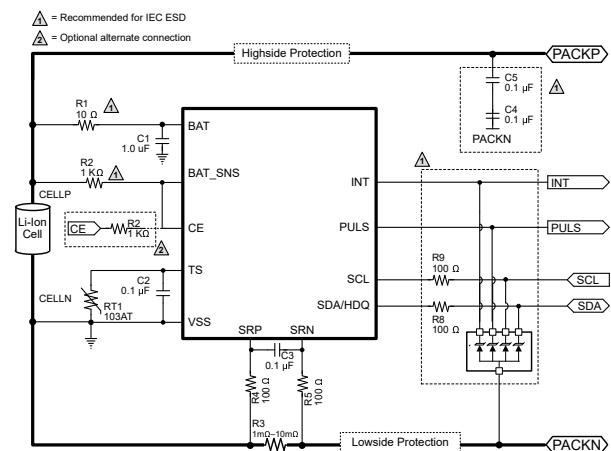 1 = Recommended for IEC ESD
2 = Optional alternate connection
Highside Protection
PACKP
C5
0.1 µF
1
C4
0.1 µF
PACKN
R1
10 Ω
1
C1
1.0 uF
BAT
R2
1 KΩ
1
BAT_SNS
CELLP
Li-Ion
Cell
CE
R2
1 KΩ
2
CE
TS
C2
0.1 µF
CELLN
RT1
103AT
VSS
SRP
SRN
INT
PULS
SCL
SDA/HDQ
1
R9
100 Ω
R8
100 Ω
INT
PULS
SCL
SDA
C3
0.1 µF
R4
100 Ω
R5
100 Ω
R3
1mΩ–10mΩ
Lowside Protection
PACKN